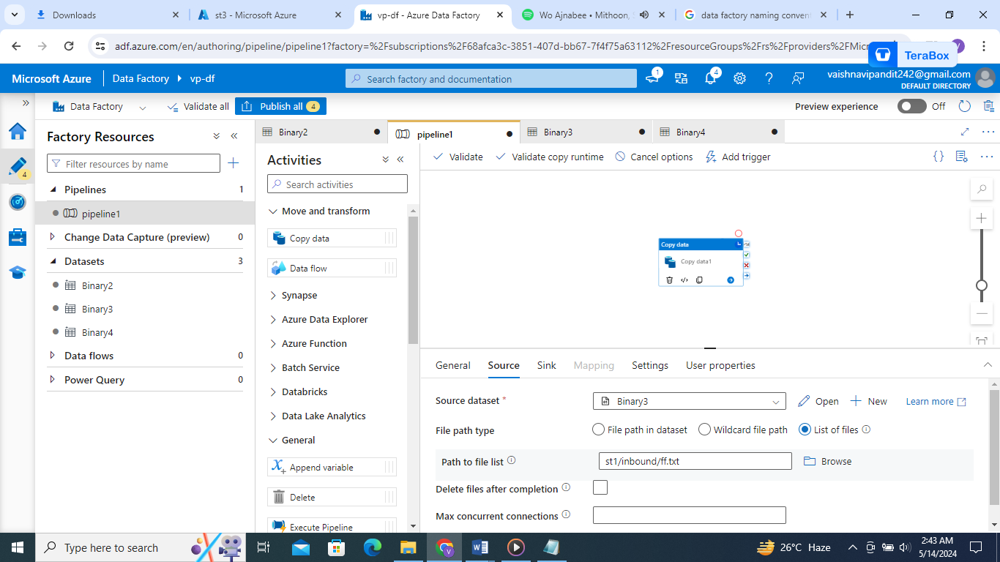 Downloads
st3 - Microsoft Azure
vp-df - Azure Data Factory
Wo Ajnabee • Mithoon,
data factory naming convent
adf.azure.com/en/authoring/pipeline/pipeline1?factory=%2Fsubscriptions%2F68afca3c-3851-407d-bb67-7f4f75a63112%2FresourceGroups%2Frs%2Fproviders%2FMicr
V
TeraBox
Microsoft Azure
Data Factory
vp-df
Search factory and documentation
1
4
vaishnavipandit242@gmail.com
DEFAULT DIRECTORY
Data Factory
Validate all
Publish all 4
Preview experience
Off
Factory Resources
Filter resources by name
4
Pipelines 1
pipeline1
Change Data Capture (preview) 0
Datasets 3
Binary2
Binary3
Binary4
Data flows 0
Power Query 0
Binary2
pipeline1
Binary3
Binary4
Activities
Search activities
Move and transform
Copy data
Data flow
Synapse
Azure Data Explorer
Azure Function
Batch Service
Databricks
Data Lake Analytics
General
Append variable
Delete
Execute Pipeline
Validate
Validate copy runtime
Cancel options
Add trigger
Copy data
Copy data1
General
Source
Sink
Mapping
Settings
User properties
Source dataset *
Binary3
Open
New
Learn more
File path type
File path in dataset
Wildcard file path
List of files
Path to file list
st1/inbound/ff.txt
Browse
Delete files after completion
Max concurrent connections
Type here to search
26°C Haze
2:43 AM
5/14/2024